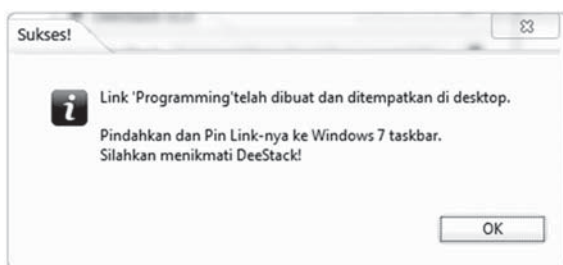 Sukses!
Link 'Programming'telah dibuat dan ditempatkan di desktop.
Pindahkan dan Pin Link-nya ke Windows 7 taskbar.
Silahkan menikmati DeeStack!
OK